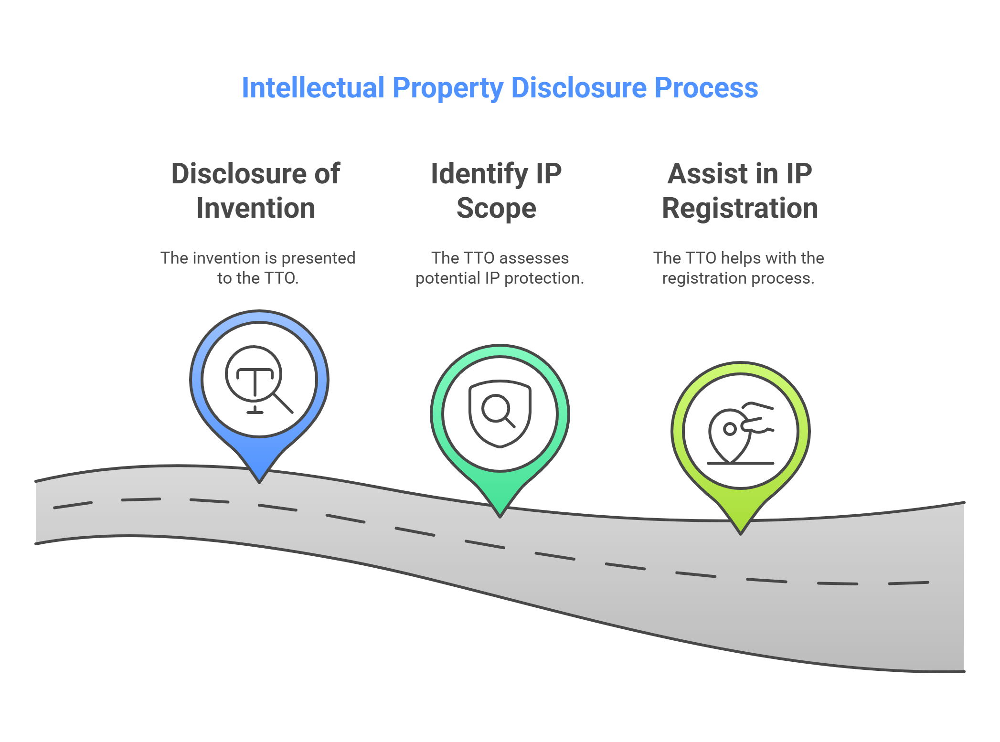 Intellectual Property Disclosure Process
Disclosure of
Invention
The invention is presented
to the TTO.
Identify IP
Scope
The TTO assesses
potential IP protection.
Assist in IP
Registration
The TTO helps with the
registration process.